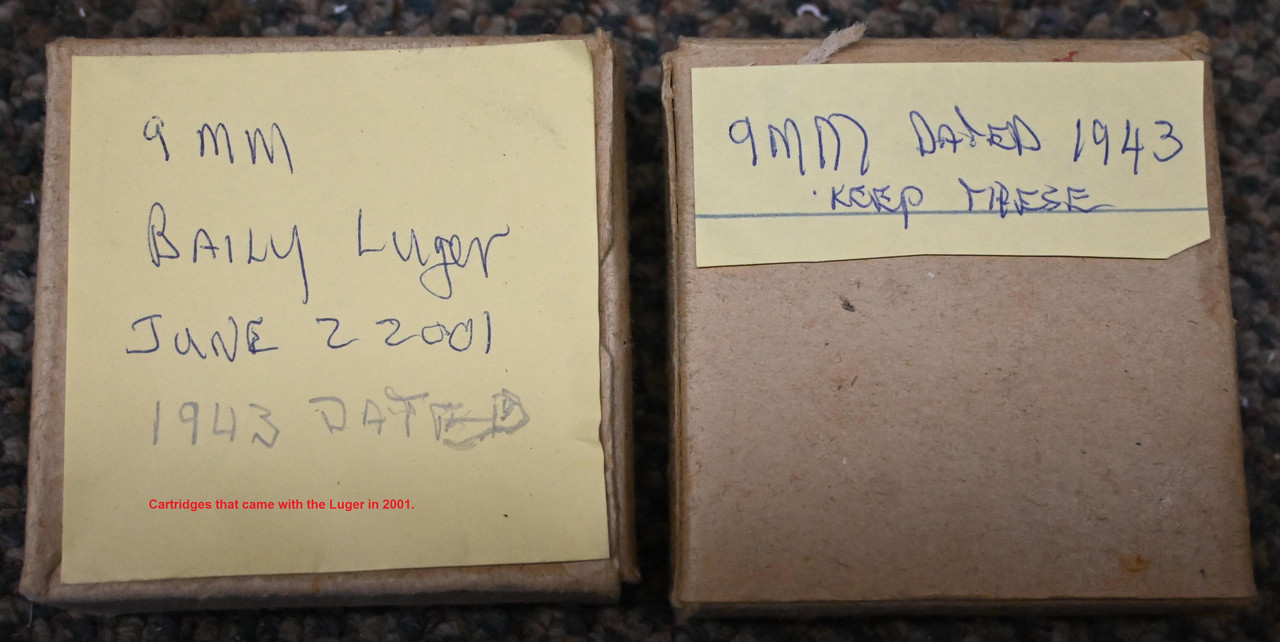 9 MM
BAILY Luger
JUNE 2 2001
1943 DATED
Cartridges that came with the Luger in 2001.
9MM DATED 1943
KEEP THESE